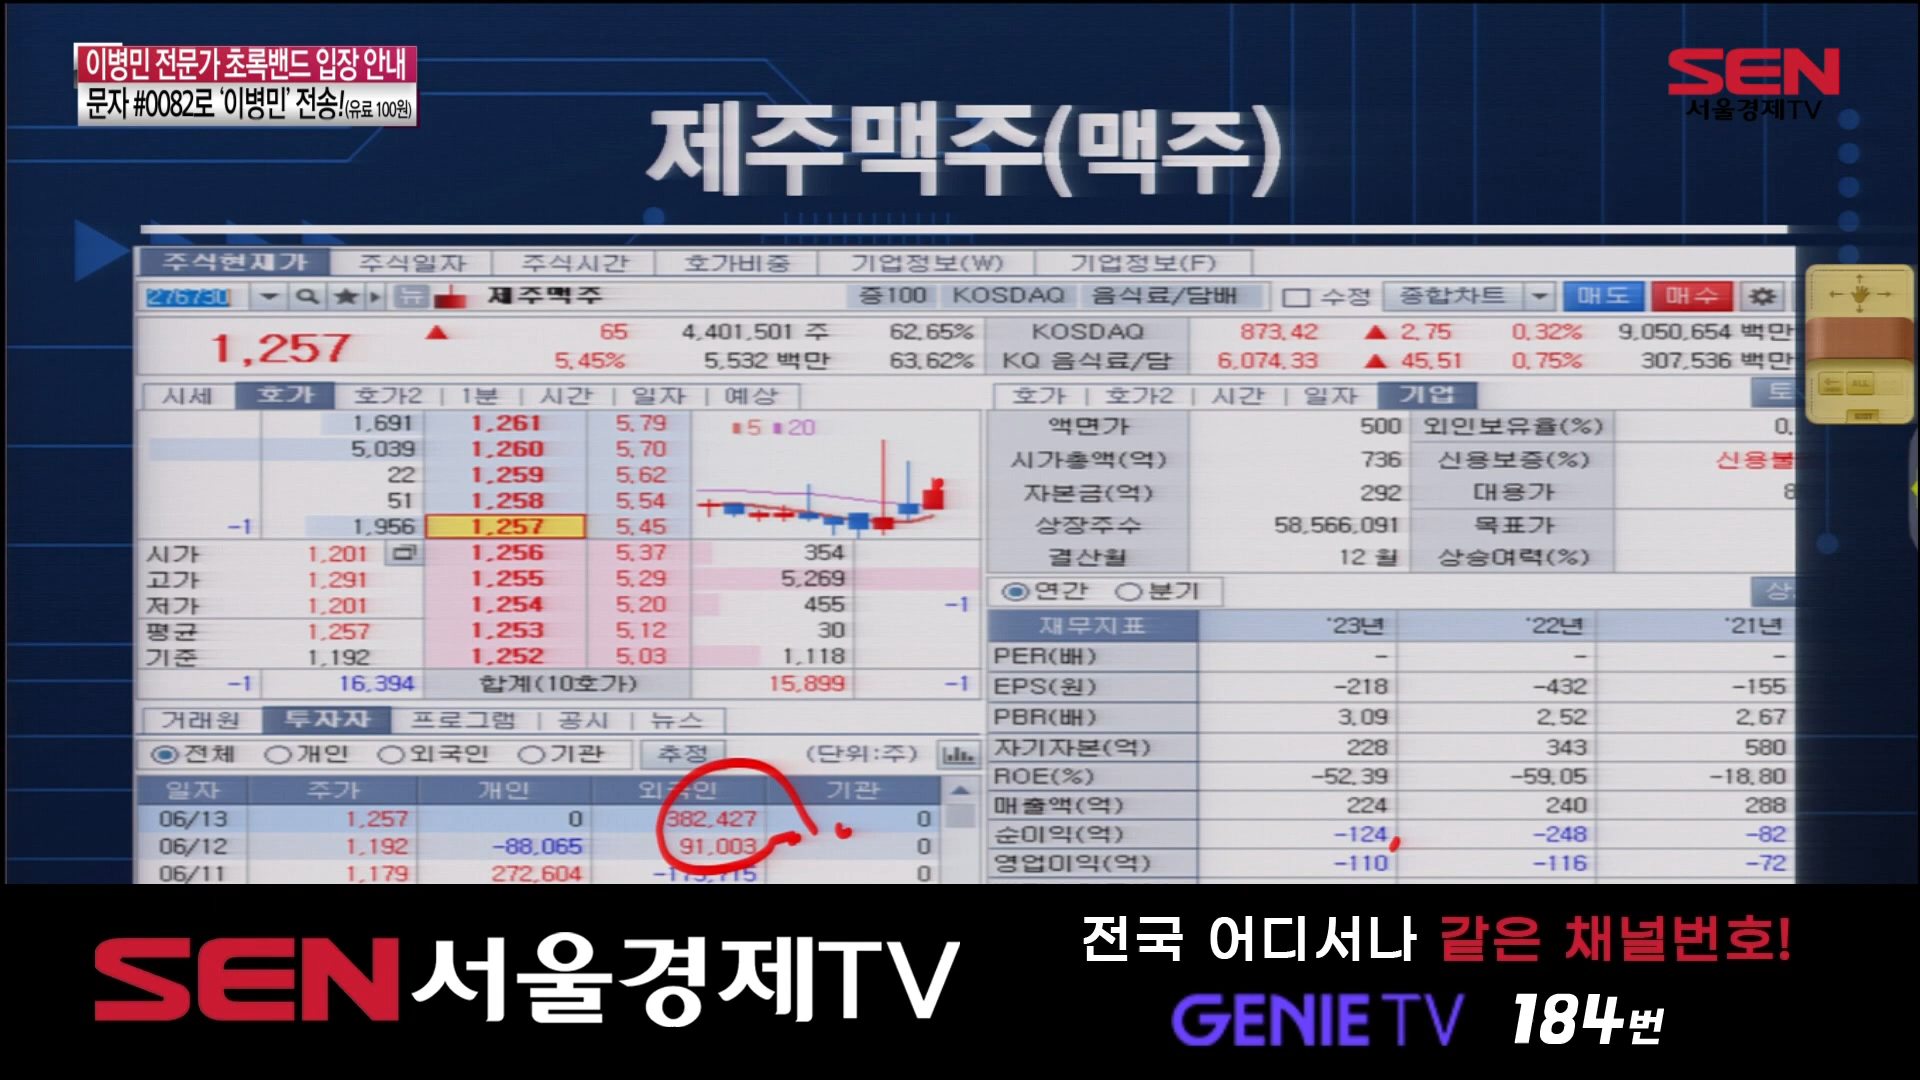 이병민 전문가 초록밴드 입장 안내
문자 #0082로 '이병민' 전송!(유료 100원)
SEN
서울경제TV
제주맥주(맥주)
주식현재가 주식일자 주식시간 호가비중 기업정보(W) 기업정보(F)
276730 뉴 제주맥주 증100 KOSDAQ 음식료/담배 수정 종합차트 매도 매수
1,257 ▲ 65 4,401,501 주 62.65% KOSDAQ 873.42 ▲ 2.75 0.32% 9,050,654 백만
5.45% 5,532 백만 63.62% KQ 음식료/담 6,074.33 ▲ 45.51 0.75% 307,536 백만
시세 호가 호가2 1분 시간 일자 예상
1,691 1,261 5.79 5 20
5,039 1,260 5.70
22 1,259 5.62
51 1,258 5.54
-1 1,956 1,257 5.45
시가 1,201 1,256 5.37 354
고가 1,291 1,255 5.29 5,269
저가 1,201 1,254 5.20 455 -1
평균 1,257 1,253 5.12 30
기준 1,192 1,252 5.03 1,118
-1 16,394 합계(10호가) 15,899 -1
거래원 투자자 프로그램 공시 뉴스
전체 개인 외국인 기관 추정 (단위:주)
일자 주가 개인 외국인 기관
06/13 1,257 0 382,427 0
06/12 1,192 -88,065 91,003 0
06/11 1,179 272,604 -173,715 0
호가 호가2 시간 일자 기업
액면가 500 외인보유율(%) 0.
시가총액(억) 736 신용보증(%) 신용불
자본금(억) 292 대용가 8
상장주수 58,566,091 목표가
결산월 12 월 상승여력(%)
연간 분기
재무지표 '23년 '22년 '21년
PER(배) - - -
EPS(원) -218 -432 -155
PBR(배) 3.09 2.52 2.67
자기자본(억) 228 343 580
ROE(%) -52.39 -59.05 -18.80
매출액(억) 224 240 288
순이익(억) -124 -248 -82
영업이익(억) -110 -116 -72
ALL
SEN 서울경제TV
전국 어디서나 같은 채널번호!
GENIE TV 184번